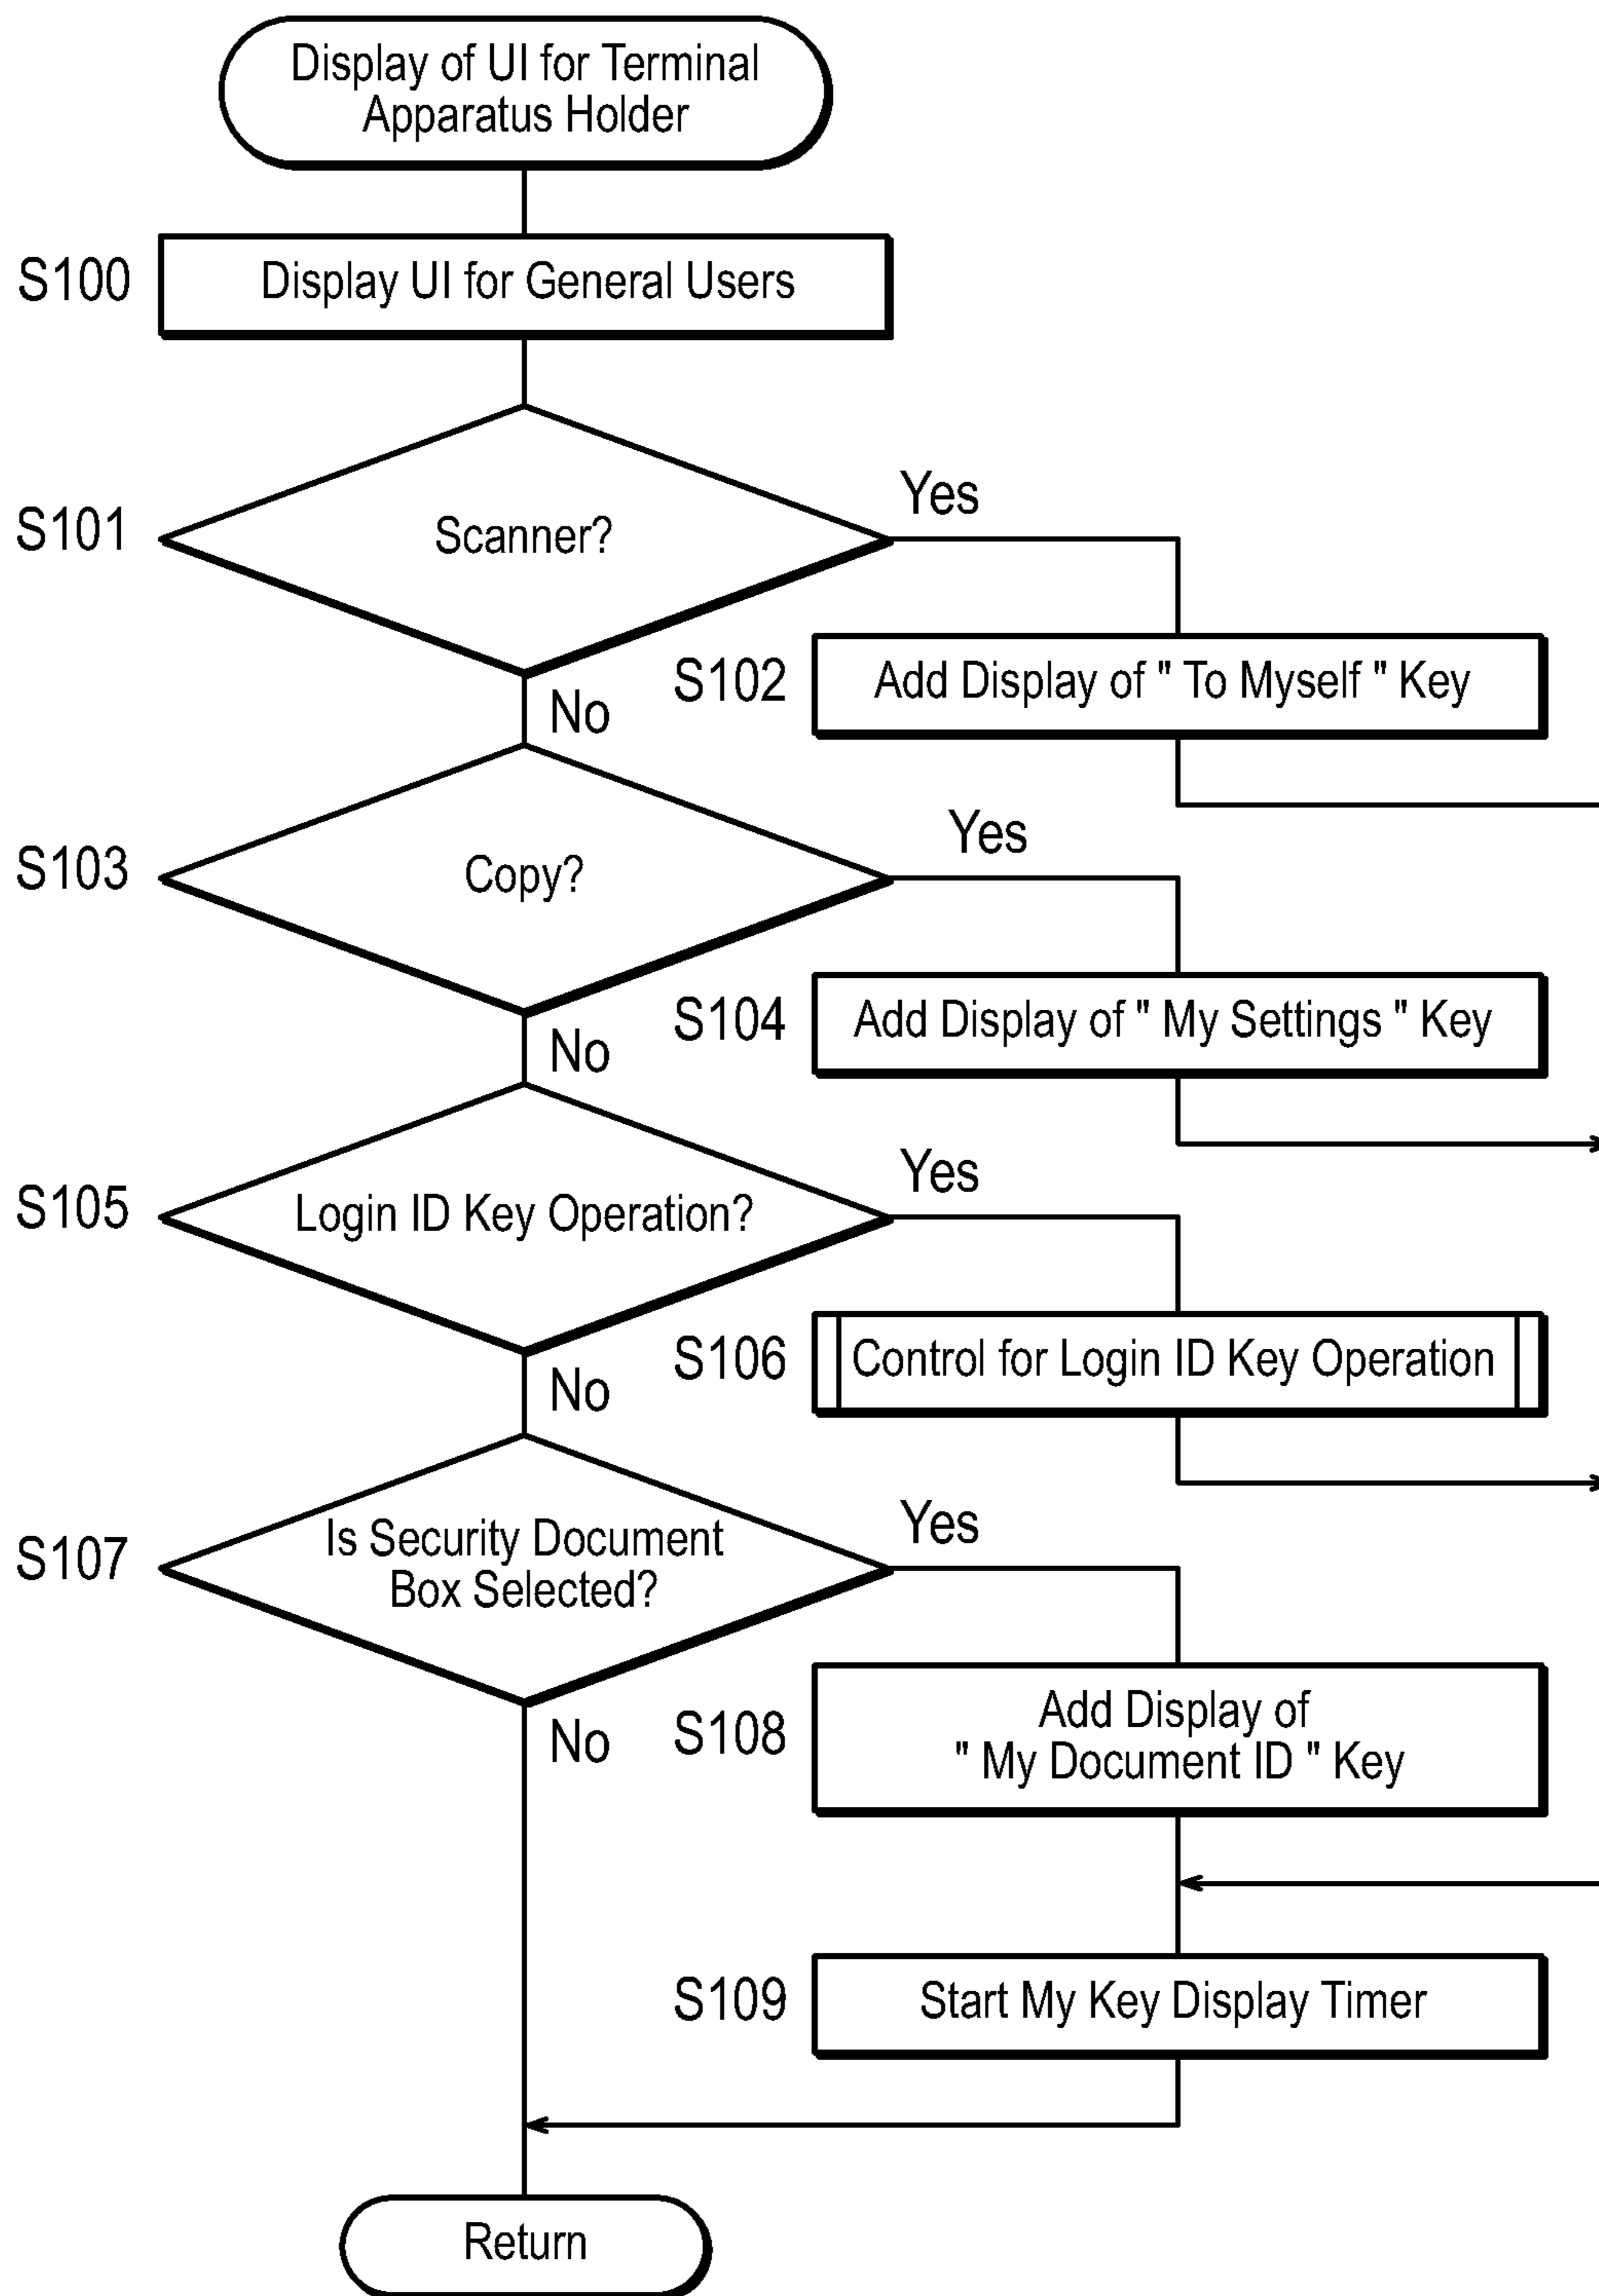 Display of UI for Terminal
Apparatus Holder
S100
Display UI for General Users
S101
Scanner?
Yes
No
S102
Add Display of " To Myself " Key
S103
Copy?
Yes
No
S104
Add Display of " My Settings " Key
S105
Login ID Key Operation?
Yes
No
S106
Control for Login ID Key Operation
S107
Is Security Document
Box Selected?
Yes
No
S108
Add Display of
" My Document ID " Key
S109
Start My Key Display Timer
Return